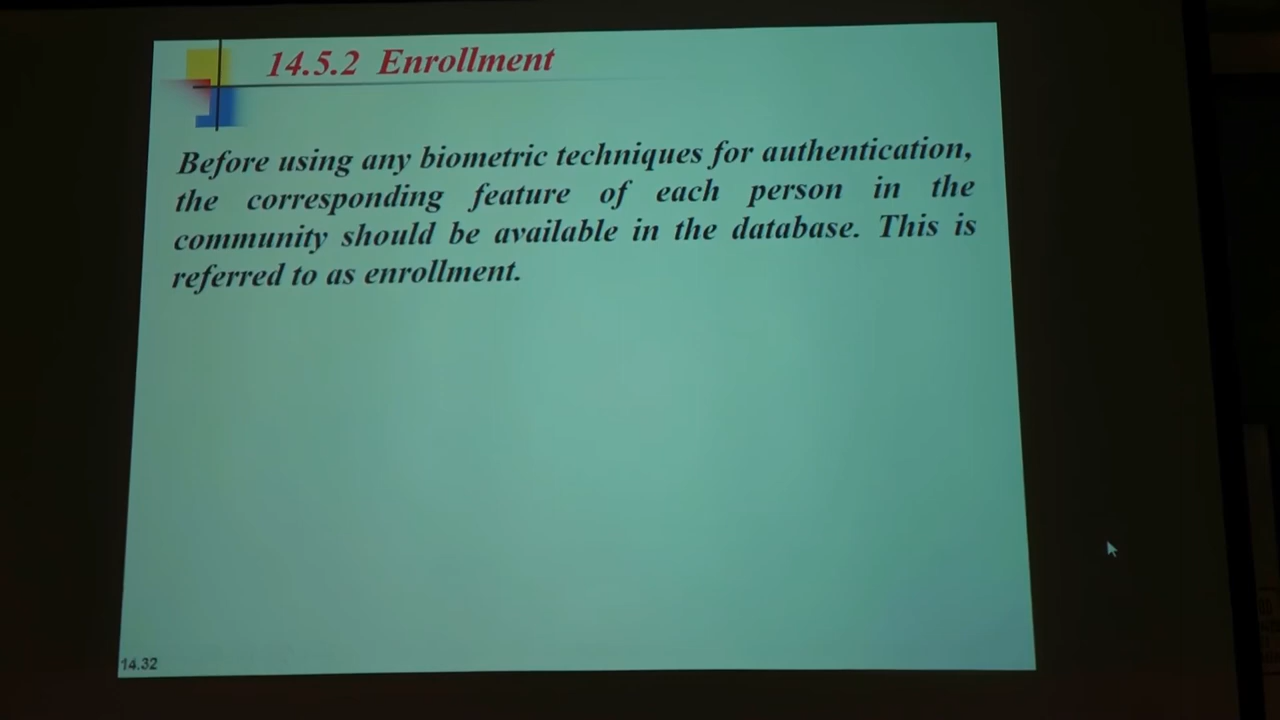 14.5.2 Enrollment
Before using any biometric techniques for authentication,
the corresponding feature of each person in the
community should be available in the database. This is
referred to as enrollment.
14.32